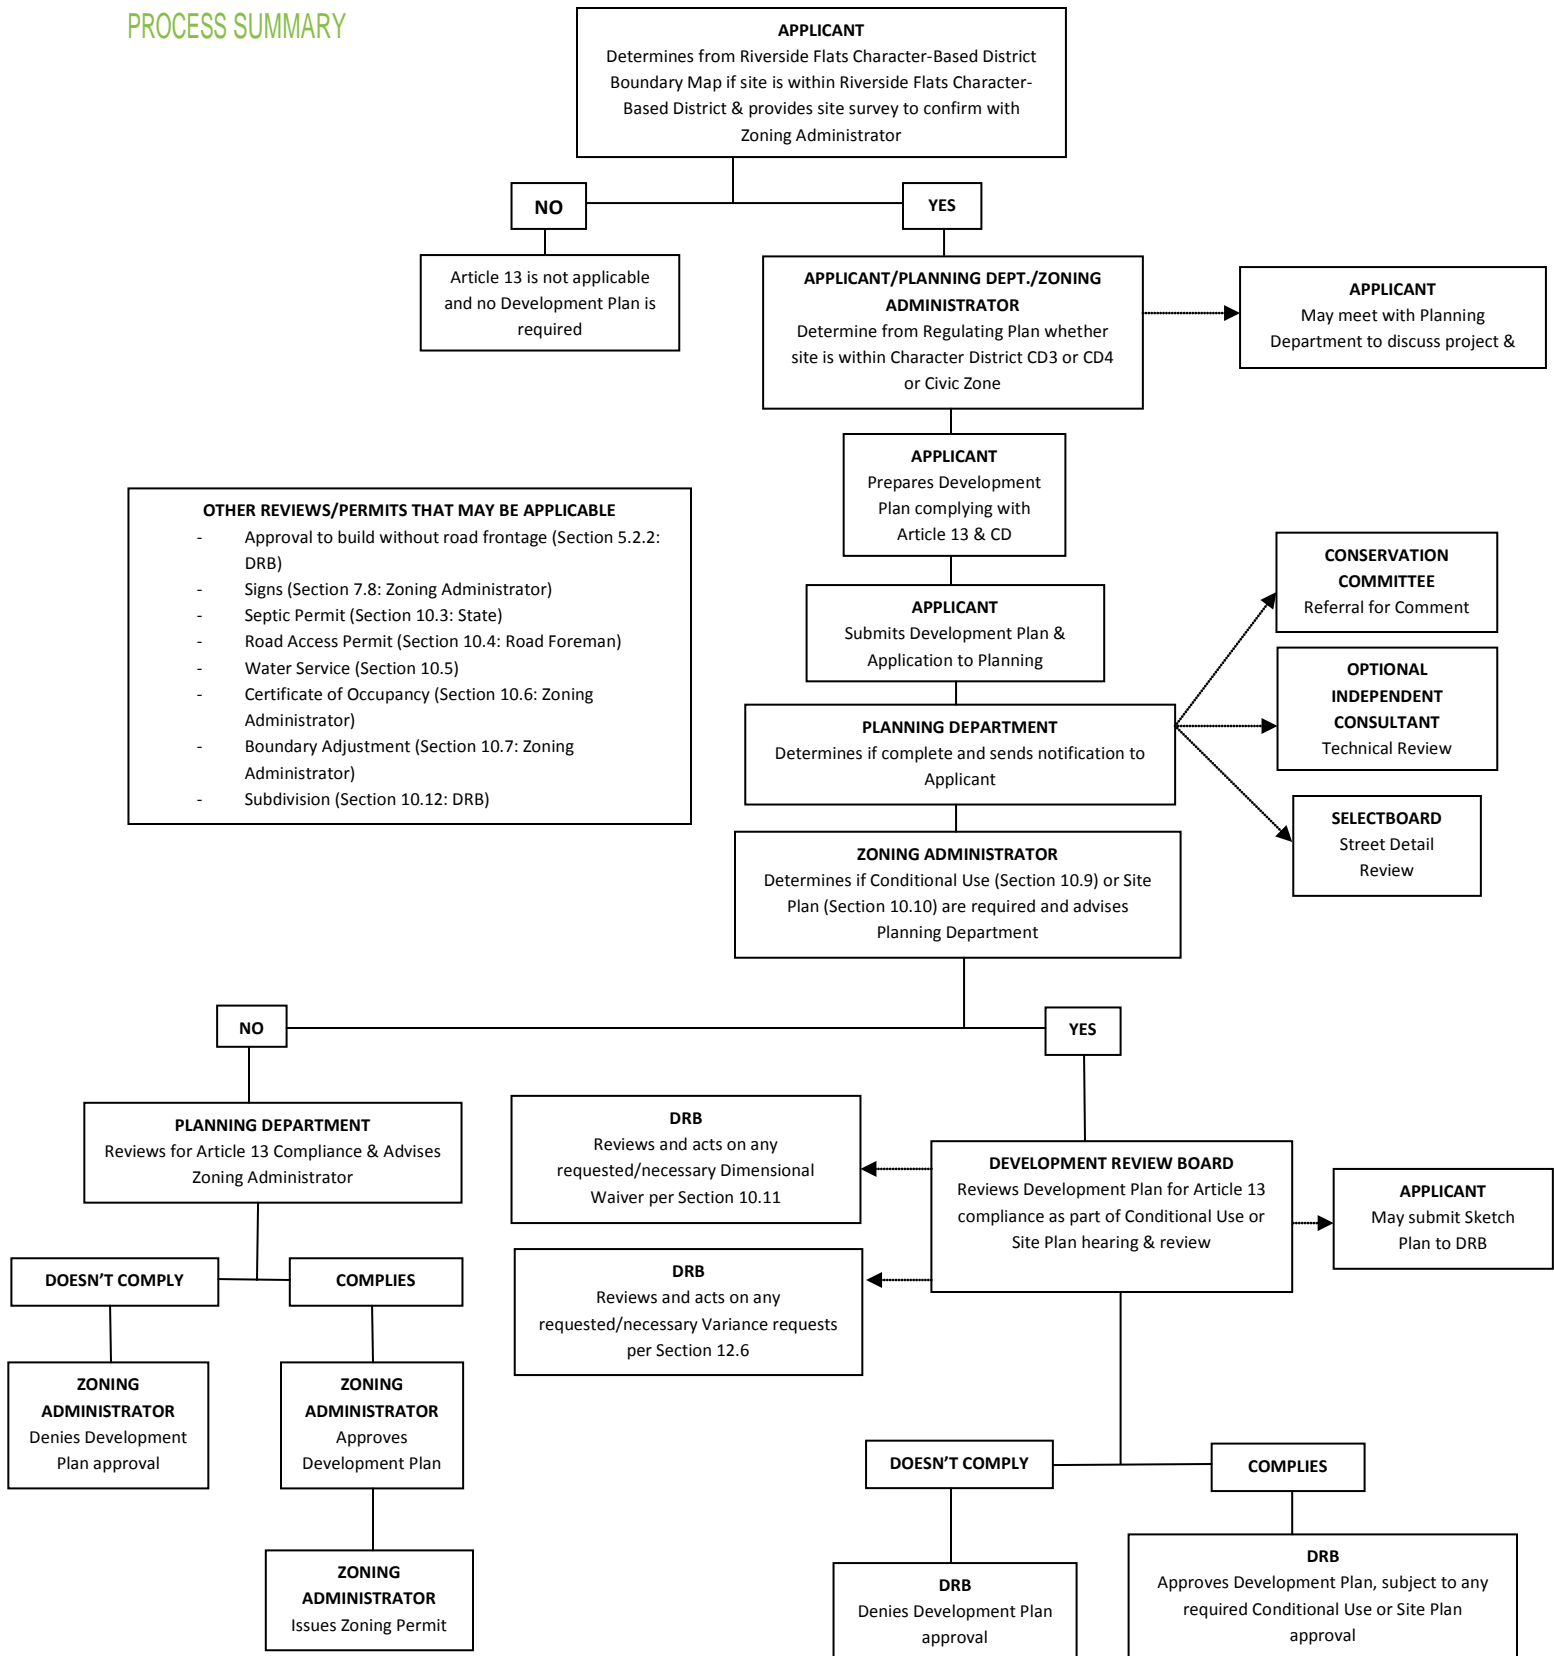 PROCESS SUMMARY
APPLICANT
Determines from Riverside Flats Character-Based District
Boundary Map if site is within Riverside Flats Character-
Based District & provides site survey to confirm with
Zoning Administrator
NO
YES
Article 13 is not applicable
and no Development Plan is
required
APPLICANT/PLANNING DEPT./ZONING
ADMINISTRATOR
Determine from Regulating Plan whether
site is within Character District CD3 or CD4
or Civic Zone
APPLICANT
May meet with Planning
Department to discuss project &
APPLICANT
Prepares Development
Plan complying with
Article 13 & CD
OTHER REVIEWS/PERMITS THAT MAY BE APPLICABLE
- Approval to build without road frontage (Section 5.2.2:
DRB)
- Signs (Section 7.8: Zoning Administrator)
- Septic Permit (Section 10.3: State)
- Road Access Permit (Section 10.4: Road Foreman)
- Water Service (Section 10.5)
- Certificate of Occupancy (Section 10.6: Zoning
Administrator)
- Boundary Adjustment (Section 10.7: Zoning
Administrator)
- Subdivision (Section 10.12: DRB)
APPLICANT
Submits Development Plan &
Application to Planning
CONSERVATION
COMMITTEE
Referral for Comment
OPTIONAL
INDEPENDENT
CONSULTANT
Technical Review
PLANNING DEPARTMENT
Determines if complete and sends notification to
Applicant
SELECTBOARD
Street Detail
Review
ZONING ADMINISTRATOR
Determines if Conditional Use (Section 10.9) or Site
Plan (Section 10.10) are required and advises
Planning Department
NO
YES
PLANNING DEPARTMENT
Reviews for Article 13 Compliance & Advises
Zoning Administrator
DRB
Reviews and acts on any
requested/necessary Dimensional
Waiver per Section 10.11
DEVELOPMENT REVIEW BOARD
Reviews Development Plan for Article 13
compliance as part of Conditional Use or
Site Plan hearing & review
APPLICANT
May submit Sketch
Plan to DRB
DRB
Reviews and acts on any
requested/necessary Variance requests
per Section 12.6
DOESN'T COMPLY
COMPLIES
ZONING
ADMINISTRATOR
Denies Development
Plan approval
ZONING
ADMINISTRATOR
Approves
Development Plan
ZONING
ADMINISTRATOR
Issues Zoning Permit
DOESN'T COMPLY
COMPLIES
DRB
Denies Development Plan
approval
DRB
Approves Development Plan, subject to any
required Conditional Use or Site Plan
approval